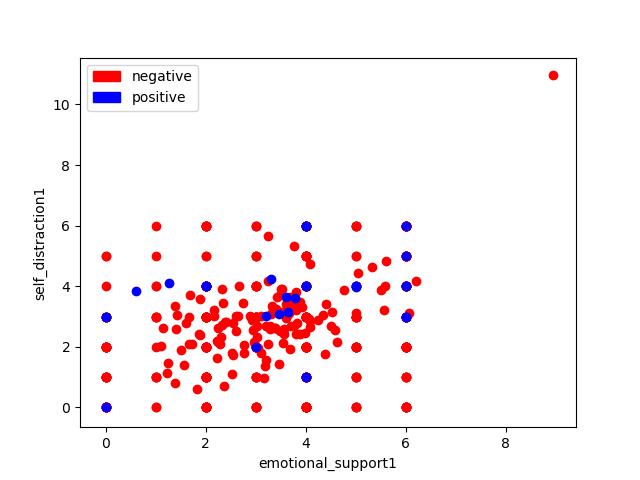 negative
positive
10
8
6
4
2
0
self_distraction1
0 2 4 6 8
emotional_support1